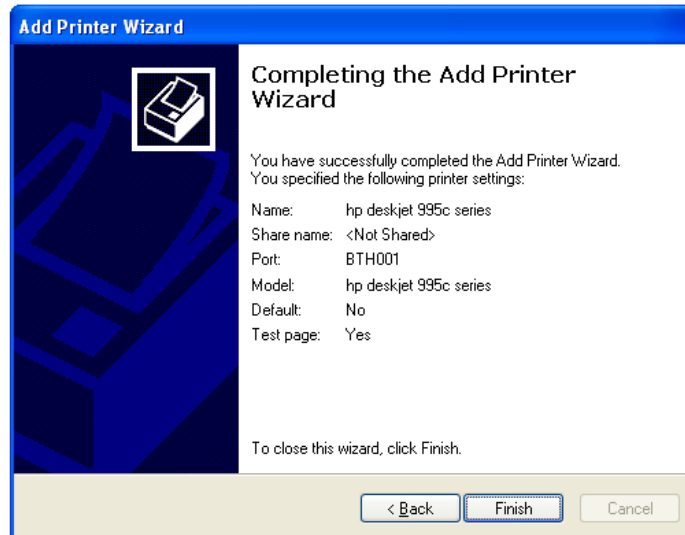 Add Printer Wizard
Completing the Add Printer
Wizard
You have successfully completed the Add Printer Wizard.
You specified the following printer settings:
Name: hp deskjet 995c series
Share name: <Not Shared>
Port: BTH001
Model: hp deskjet 995c series
Default: No
Test page: Yes
To close this wizard, click Finish.
< Back Finish Cancel